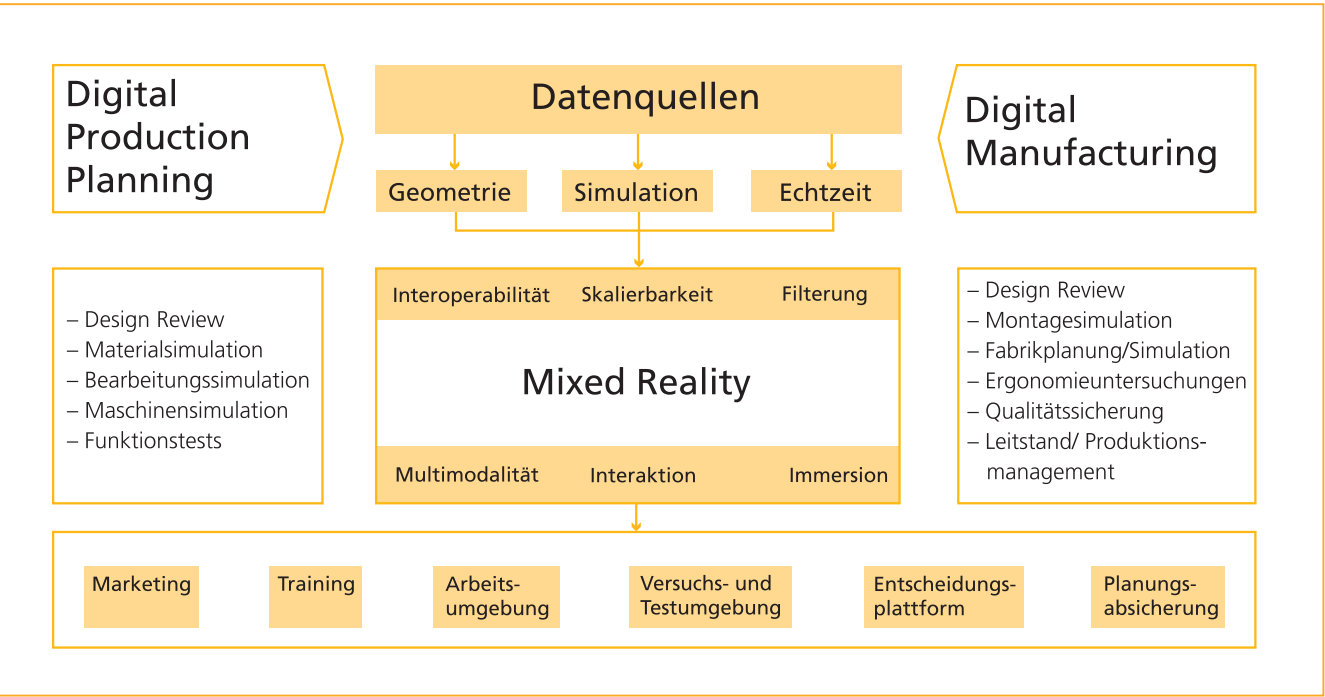 Digital
Production
Planning
Datenquellen
Geometrie
Simulation
Echtzeit
Digital
Manufacturing
– Design Review
– Materialsimulation
– Bearbeitungssimulation
– Maschinensimulation
– Funktionstests
Interoperabilität
Skalierbarkeit
Filterung
Mixed Reality
Multimodalität
Interaktion
Immersion
– Design Review
– Montagesimulation
– Fabrikplanung/Simulation
– Ergonomieuntersuchungen
– Qualitätssicherung
– Leitstand/ Produktions-
management
Marketing
Training
Arbeits-
umgebung
Versuchs- und
Testumgebung
Entscheidungs-
plattform
Planungs-
absicherung